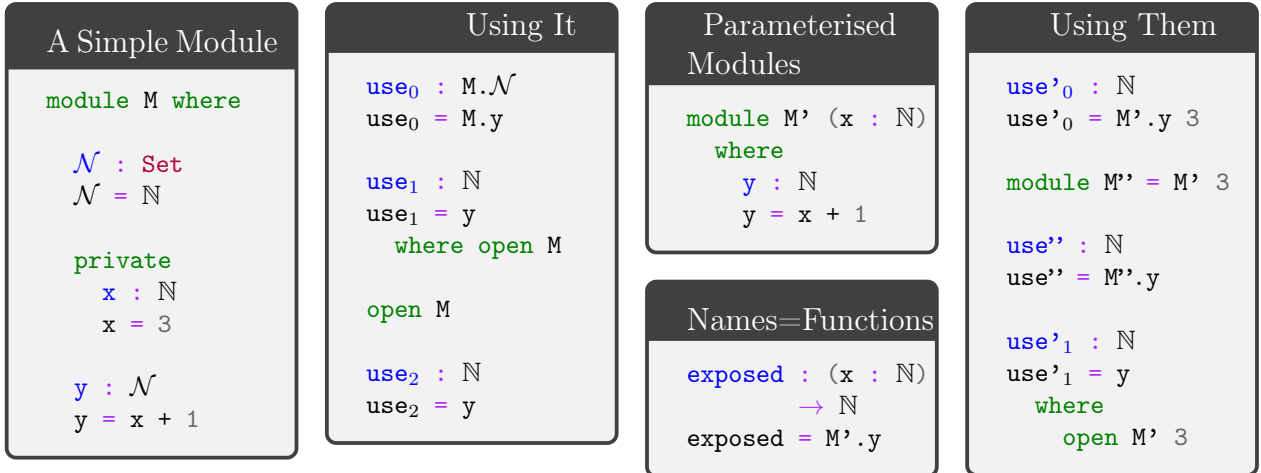 A Simple Module
module M where
𝒩 : Set
𝒩 = ℕ
private
x : ℕ
x = 3
y : 𝒩
y = x + 1
Using It
use₀ : M.𝒩
use₀ = M.y
use₁ : ℕ
use₁ = y
where open M
open M
use₂ : ℕ
use₂ = y
Parameterised
Modules
module M’ (x : ℕ)
where
y : ℕ
y = x + 1
Names=Functions
exposed : (x : ℕ)
→ ℕ
exposed = M’.y
Using Them
use’₀ : ℕ
use’₀ = M’.y 3
module M’’ = M’ 3
use’’ : ℕ
use’’ = M’’.y
use’₁ : ℕ
use’₁ = y
where
open M’ 3